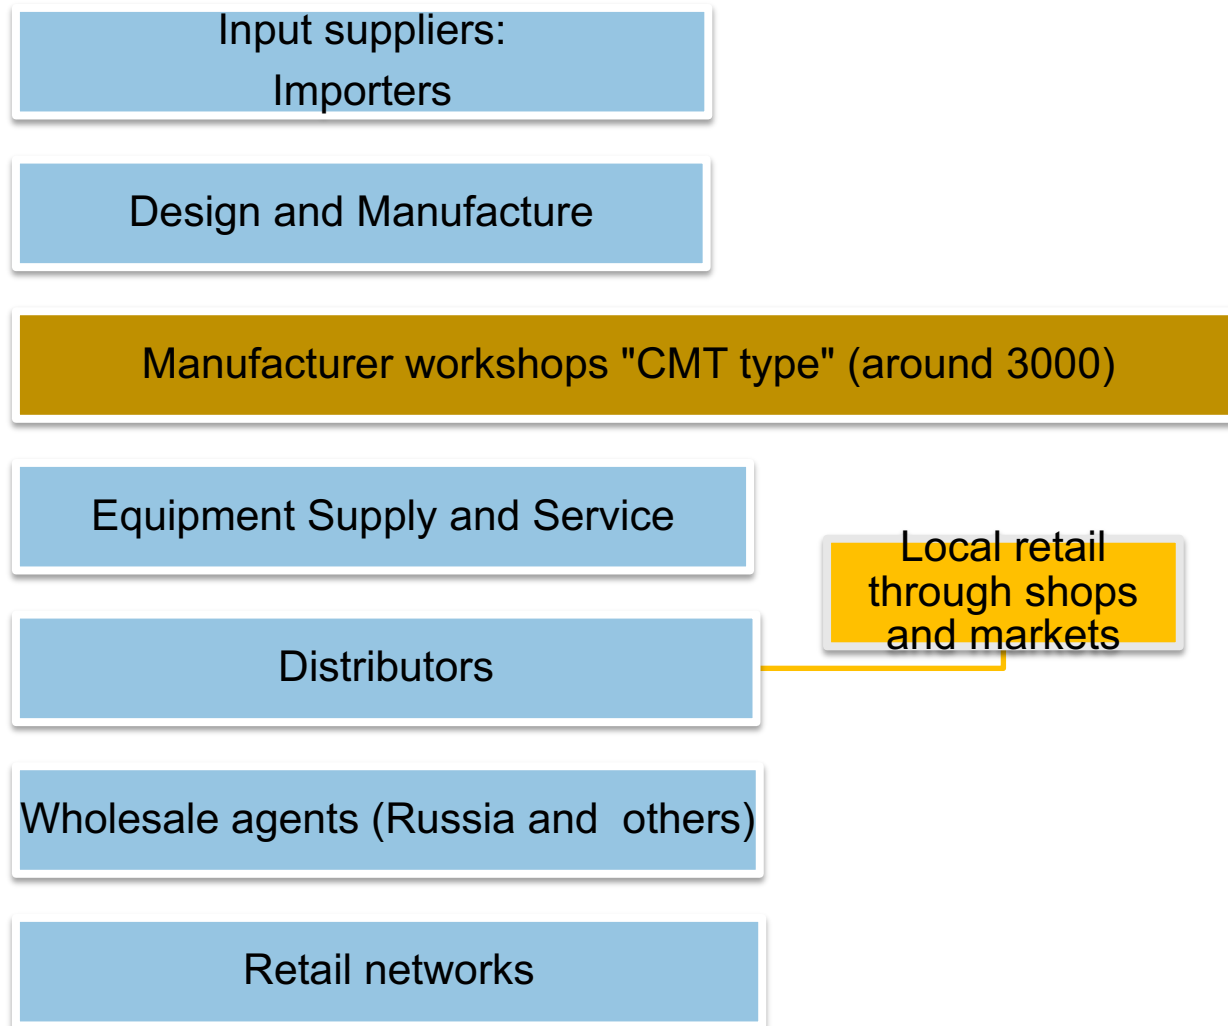 Input suppliers:
Importers
Design and Manufacture
Manufacturer workshops "CMT type" (around 3000)
Equipment Supply and Service
Local retail
through shops
and markets
Distributors
Wholesale agents (Russia and  others)
Retail networks